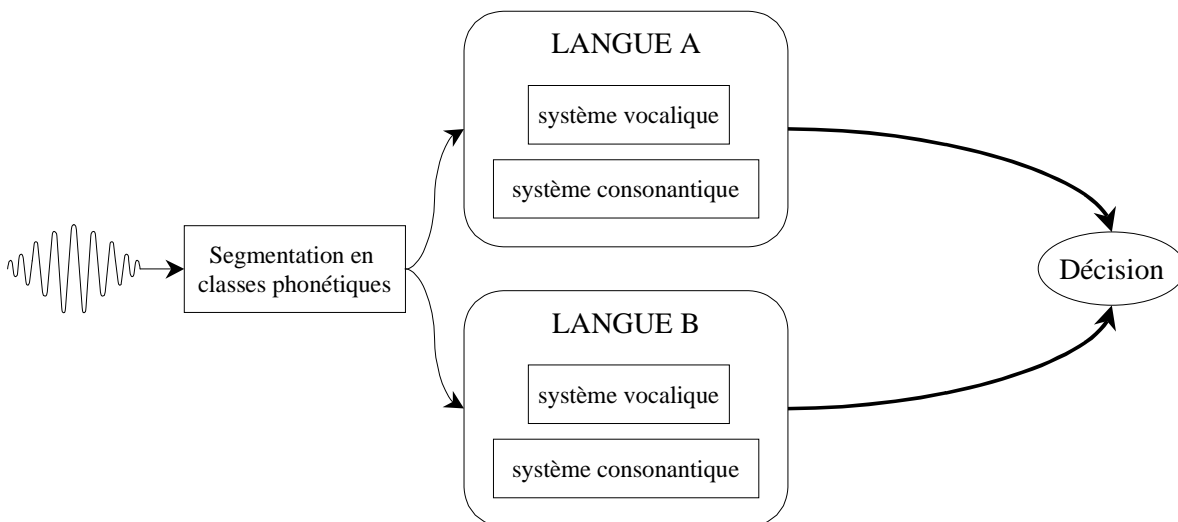 LANGUE A
système vocalique
système consonantique
Segmentation en
classes phonétiques
Décision
LANGUE B
système vocalique
système consonantique